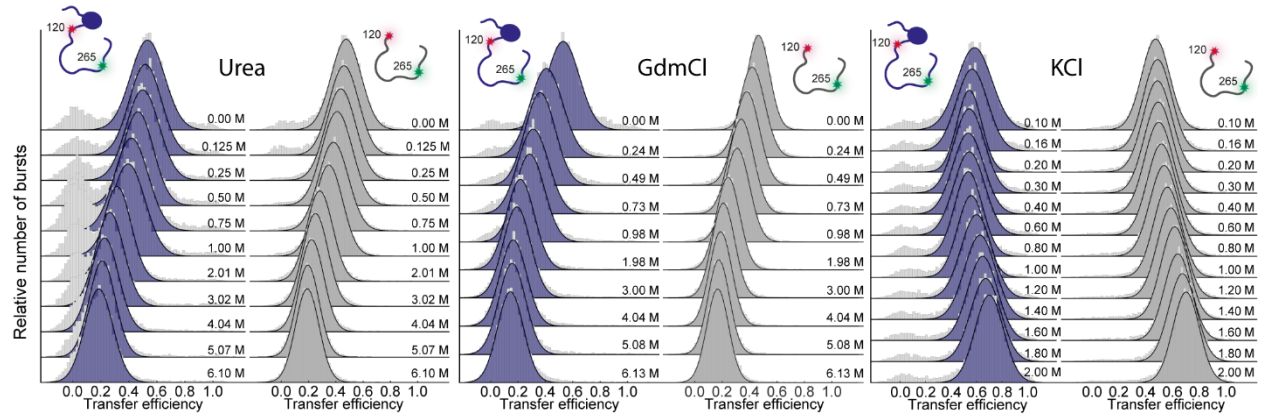 Relative number of bursts
120
265
Urea
120
265
0.00 M
0.125 M
0.25 M
0.50 M
0.75 M
1.00 M
2.01 M
3.02 M
4.04 M
5.07 M
6.10 M
0.0 0.2 0.4 0.6 0.8 1.0
Transfer efficiency
0.00 M
0.125 M
0.25 M
0.50 M
0.75 M
1.00 M
2.01 M
3.02 M
4.04 M
5.07 M
6.10 M
0.0 0.2 0.4 0.6 0.8 1.0
Transfer efficiency
120
265
GdmCl
120
265
0.00 M
0.24 M
0.49 M
0.73 M
0.98 M
1.98 M
3.00 M
4.04 M
5.08 M
6.13 M
0.0 0.2 0.4 0.6 0.8 1.0
Transfer efficiency
0.00 M
0.24 M
0.49 M
0.73 M
0.98 M
1.98 M
3.00 M
4.04 M
5.08 M
6.13 M
0.0 0.2 0.4 0.6 0.8 1.0
Transfer efficiency
120
265
KCl
120
265
0.10 M
0.16 M
0.20 M
0.30 M
0.40 M
0.60 M
0.80 M
1.00 M
1.20 M
1.40 M
1.60 M
1.80 M
2.00 M
0.0 0.2 0.4 0.6 0.8 1.0
Transfer efficiency
0.10 M
0.16 M
0.20 M
0.30 M
0.40 M
0.60 M
0.80 M
1.00 M
1.20 M
1.40 M
1.60 M
1.80 M
2.00 M
0.0 0.2 0.4 0.6 0.8 1.0
Transfer efficiency